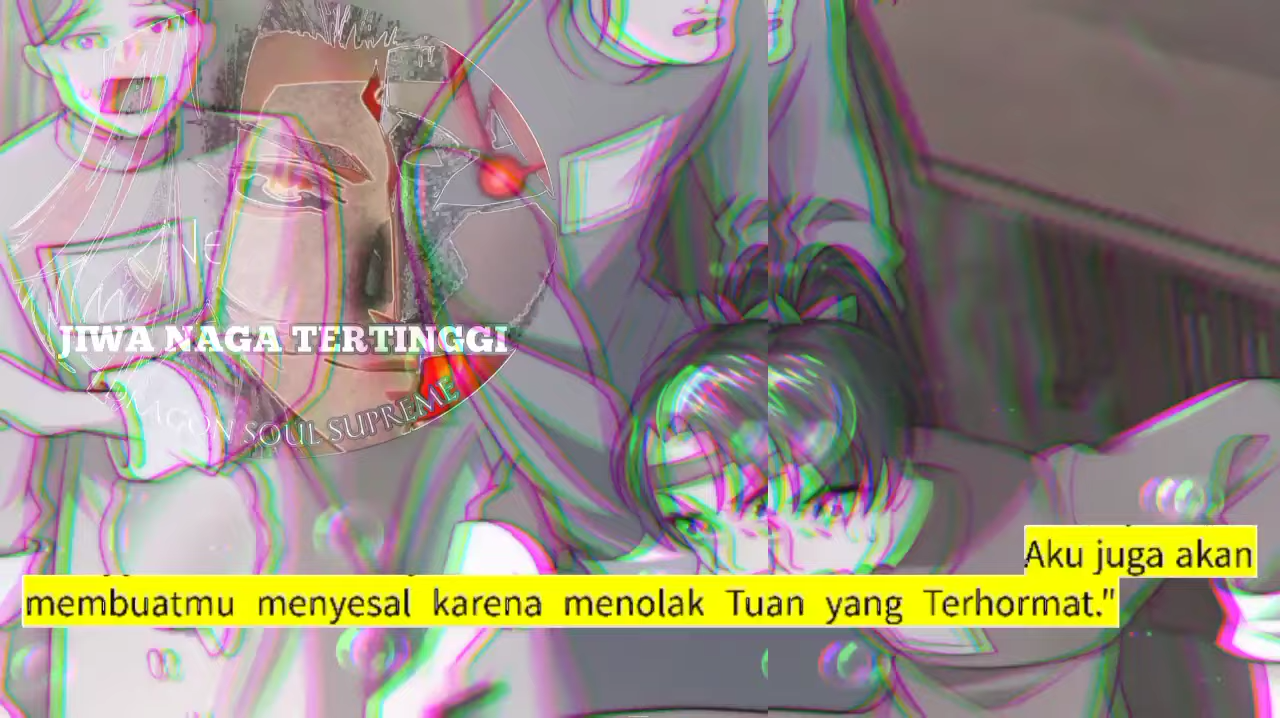 JIWA NAGA TERTINGGI
DRAGON SOUL SUPREME
Aku juga akan
membuatmu menyesal karena menolak Tuan yang Terhormat."